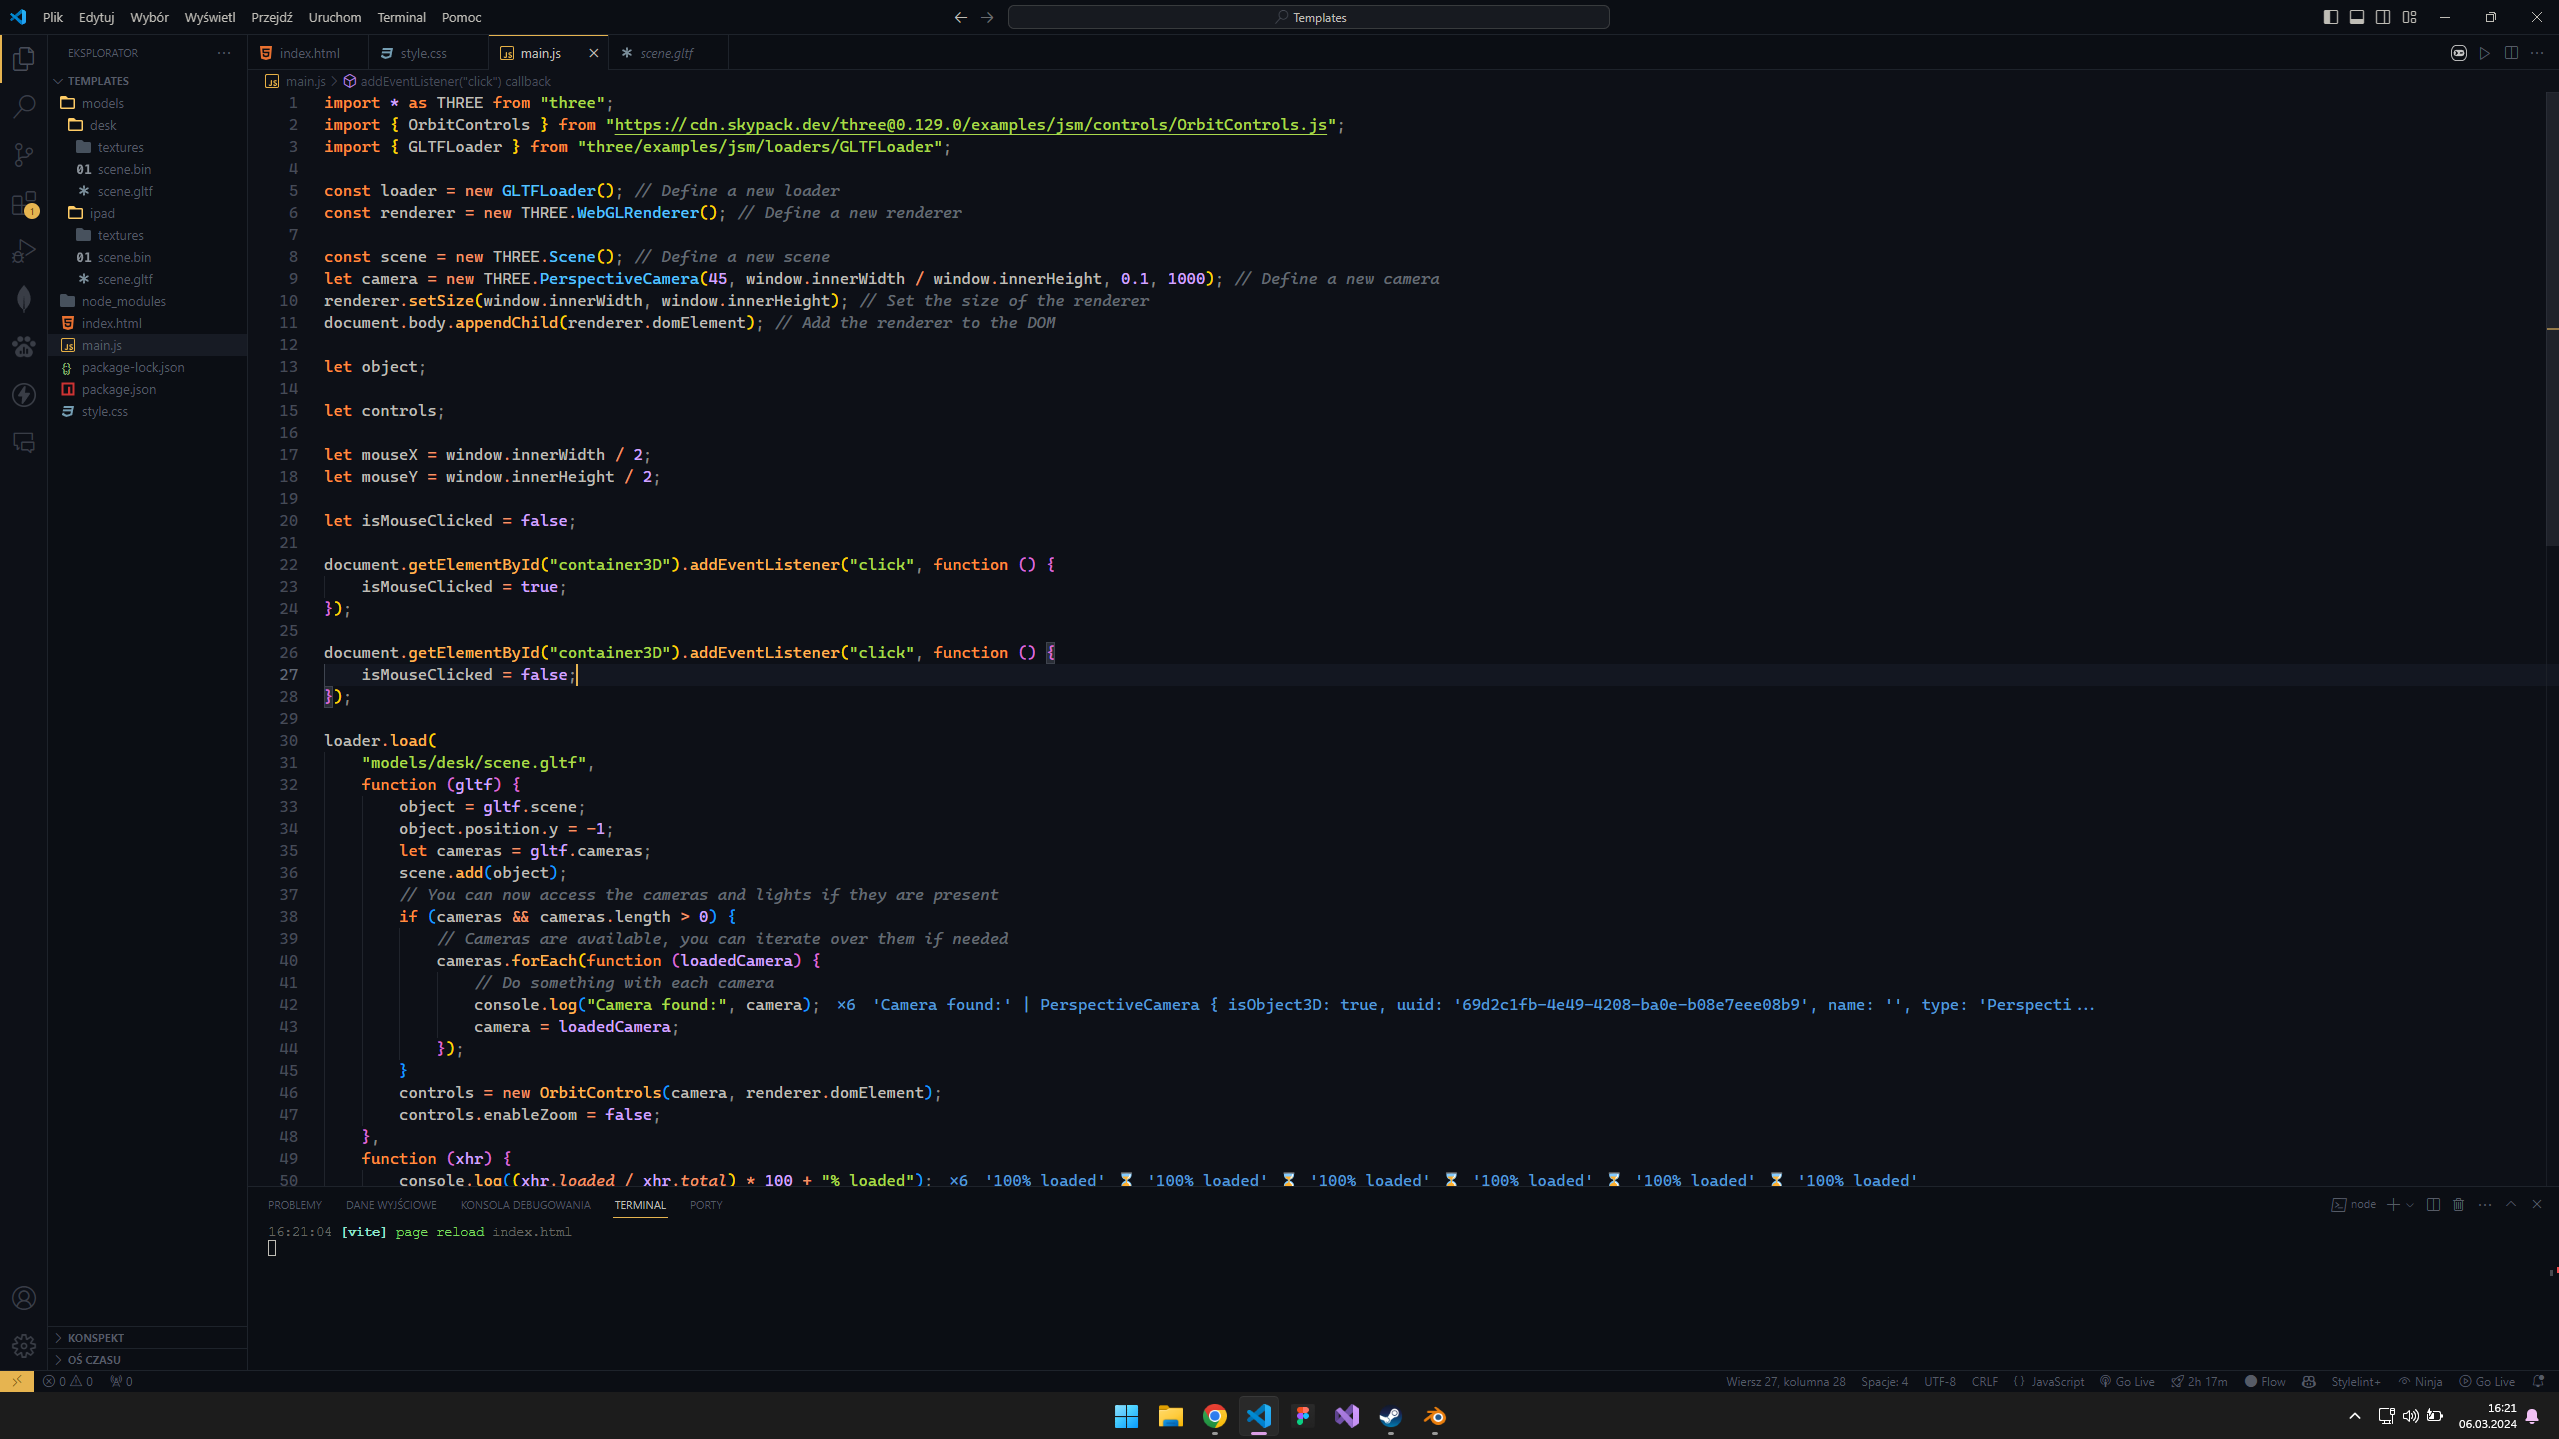 Plik Edytuj Wybór Wyświetl Przejdź Uruchom Terminal Pomoc
Templates
EKSPLORATOR
TEMPLATES
models
desk
textures
01 scene.bin
scene.gltf
ipad
textures
01 scene.bin
scene.gltf
node_modules
index.html
main.js
package-lock.json
package.json
style.css
KONSPEKT
OŚ CZASU
index.html style.css JS main.js scene.gltf
JS main.js > addEventListener("click") callback
1 import * as THREE from "three";
2 import { OrbitControls } from "https://cdn.skypack.dev/three@0.129.0/examples/jsm/controls/OrbitControls.js";
3 import { GLTFLoader } from "three/examples/jsm/loaders/GLTFLoader";
4
5 const loader = new GLTFLoader(); // Define a new loader
6 const renderer = new THREE.WebGLRenderer(); // Define a new renderer
7
8 const scene = new THREE.Scene(); // Define a new scene
9 let camera = new THREE.PerspectiveCamera(45, window.innerWidth / window.innerHeight, 0.1, 1000); // Define a new camera
10 renderer.setSize(window.innerWidth, window.innerHeight); // Set the size of the renderer
11 document.body.appendChild(renderer.domElement); // Add the renderer to the DOM
12
13 let object;
14
15 let controls;
16
17 let mouseX = window.innerWidth / 2;
18 let mouseY = window.innerHeight / 2;
19
20 let isMouseClicked = false;
21
22 document.getElementById("container3D").addEventListener("click", function () {
23 isMouseClicked = true;
24 });
25
26 document.getElementById("container3D").addEventListener("click", function () {
27 isMouseClicked = false;
28 });
29
30 loader.load(
31 "models/desk/scene.gltf",
32 function (gltf) {
33 object = gltf.scene;
34 object.position.y = -1;
35 let cameras = gltf.cameras;
36 scene.add(object);
37 // You can now access the cameras and lights if they are present
38 if (cameras && cameras.length > 0) {
39 // Cameras are available, you can iterate over them if needed
40 cameras.forEach(function (loadedCamera) {
41 // Do something with each camera
42 console.log("Camera found:", camera); ×6 'Camera found:' | PerspectiveCamera { isObject3D: true, uuid: '69d2c1fb-4e49-4208-ba0e-b08e7eee08b9', name: '', type: 'Perspecti...
43 camera = loadedCamera;
44 });
45 }
46 controls = new OrbitControls(camera, renderer.domElement);
47 controls.enableZoom = false;
48 },
49 function (xhr) {
50 console.log((xhr.loaded / xhr.total) * 100 + "% loaded"); ×6 '100% loaded' ⏳ '100% loaded' ⏳ '100% loaded' ⏳ '100% loaded' ⏳ '100% loaded' ⏳ '100% loaded'
PROBLEMY DANE WYJŚCIOWE KONSOLA DEBUGOWANIA TERMINAL PORTY
node
16:21:04 [vite] page reload index.html
0 0 0
Wiersz 27, kolumna 28 Spacje: 4 UTF-8 CRLF {} JavaScript Go Live 2h 17m Flow Stylelint+ Ninja Go Live
16:21
06.03.2024